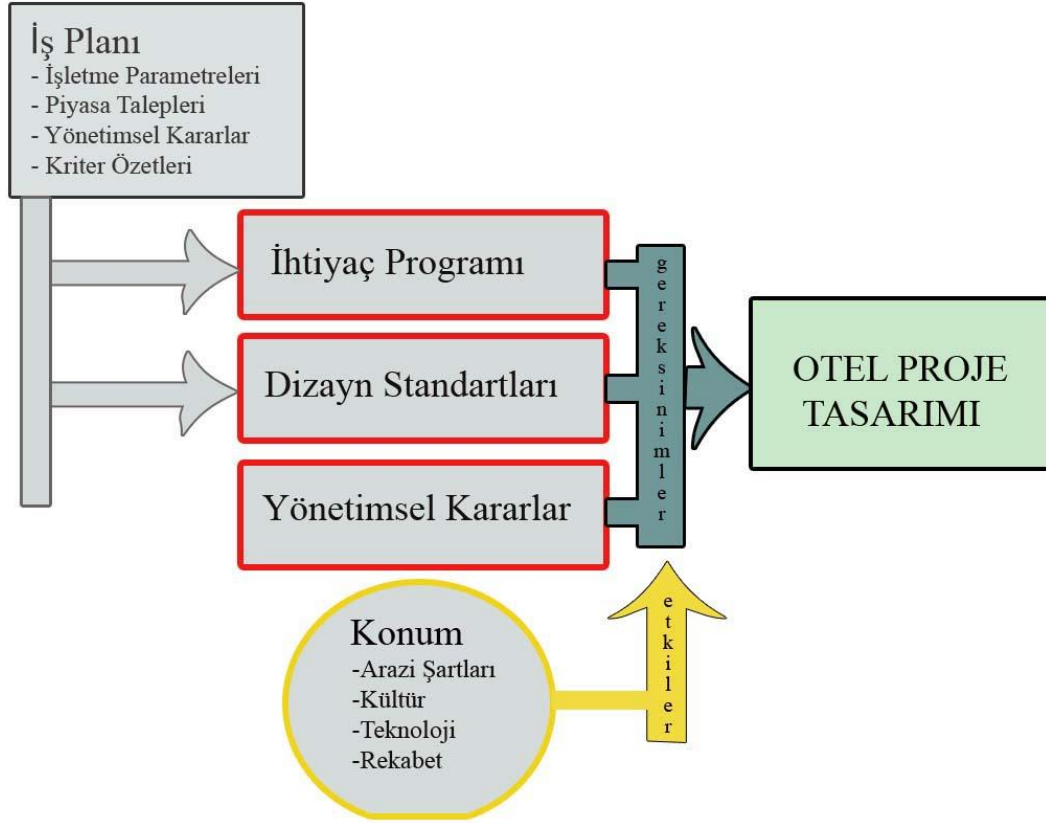 İş Planı
- İşletme Parametreleri
- Piyasa Talepleri
- Yönetimsel Kararlar
- Kriter Özetleri
İhtiyaç Programı
Dizayn Standartları
Yönetimsel Kararlar
gereksinimler
OTEL PROJE
TASARIMI
Konum
-Arazi Şartları
-Kültür
-Teknoloji
-Rekabet
etkiler